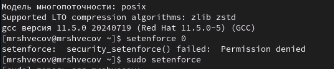 Модель многопоточности: posix
Supported LTO compression algorithms: zlib zstd
gcc версия 11.5.0 20240719 (Red Hat 11.5.0-5) (GCC)
[mrshvecov@mrshvecov ~]$ setenforce 0
setenforce:  security_setenforce() failed:  Permission denied
[mrshvecov@mrshvecov ~]$ sudo setenforce